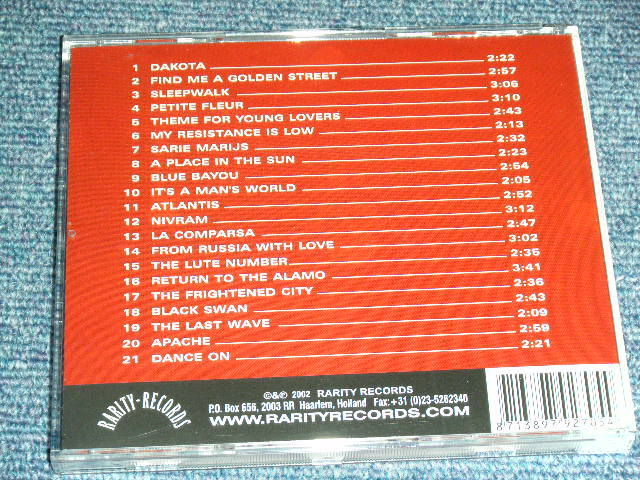 1 DAKOTA 2:22
2 FIND ME A GOLDEN STREET 2:57
3 SLEEPWALK 3:06
4 PETITE FLEUR 3:10
5 THEME FOR YOUNG LOVERS 2:43
6 MY RESISTANCE IS LOW 2:13
7 SARIE MARIJS 2:32
8 A PLACE IN THE SUN 2:23
9 BLUE BAYOU 2:54
10 IT'S A MAN'S WORLD 2:05
11 ATLANTIS 2:52
12 NIVRAM 3:12
13 LA COMPARSA 2:47
14 FROM RUSSIA WITH LOVE 3:02
15 THE LUTE NUMBER 2:35
16 RETURN TO THE ALAMO 3:41
17 THE FRIGHTENED CITY 2:36
18 BLACK SWAN 2:43
19 THE LAST WAVE 2:09
20 APACHE 2:59
21 DANCE ON 2:21
RARITY-RECORDS
©&℗ 2002 RARITY RECORDS
P.O. Box 656, 2003 RR Haarlem, Holland Fax:+31 (0)23-5262346
WWW.RARITYRECORDS.COM